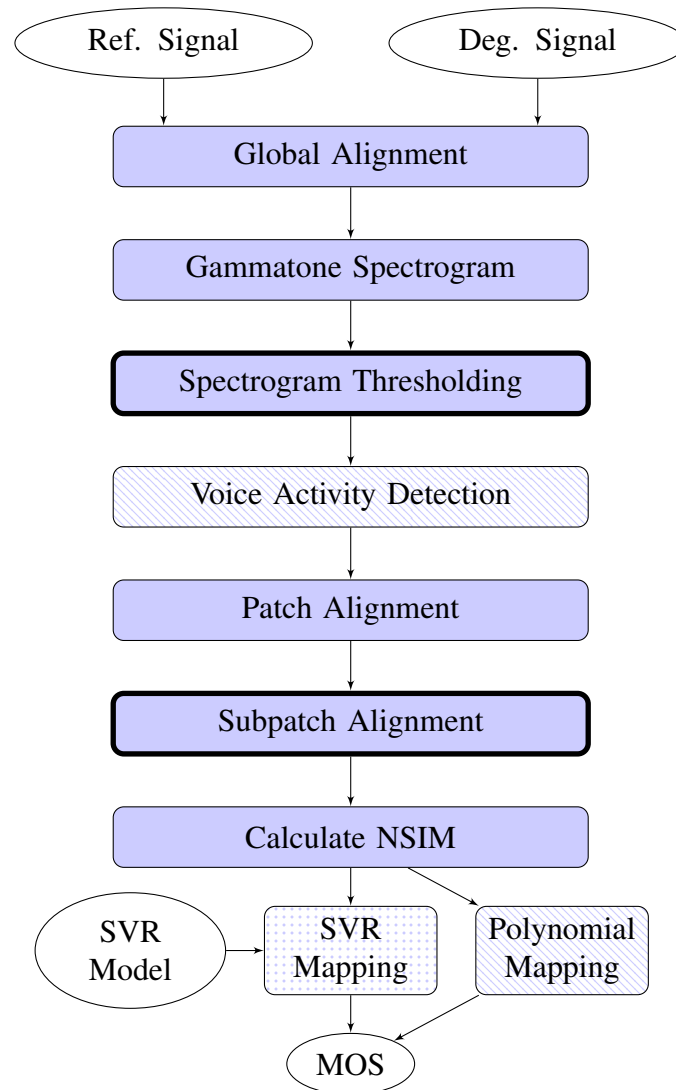 Ref. Signal
Deg. Signal
Global Alignment
Gammatone Spectrogram
Spectrogram Thresholding
Voice Activity Detection
Patch Alignment
Subpatch Alignment
Calculate NSIM
SVR
Model
SVR
Mapping
Polynomial
Mapping
MOS